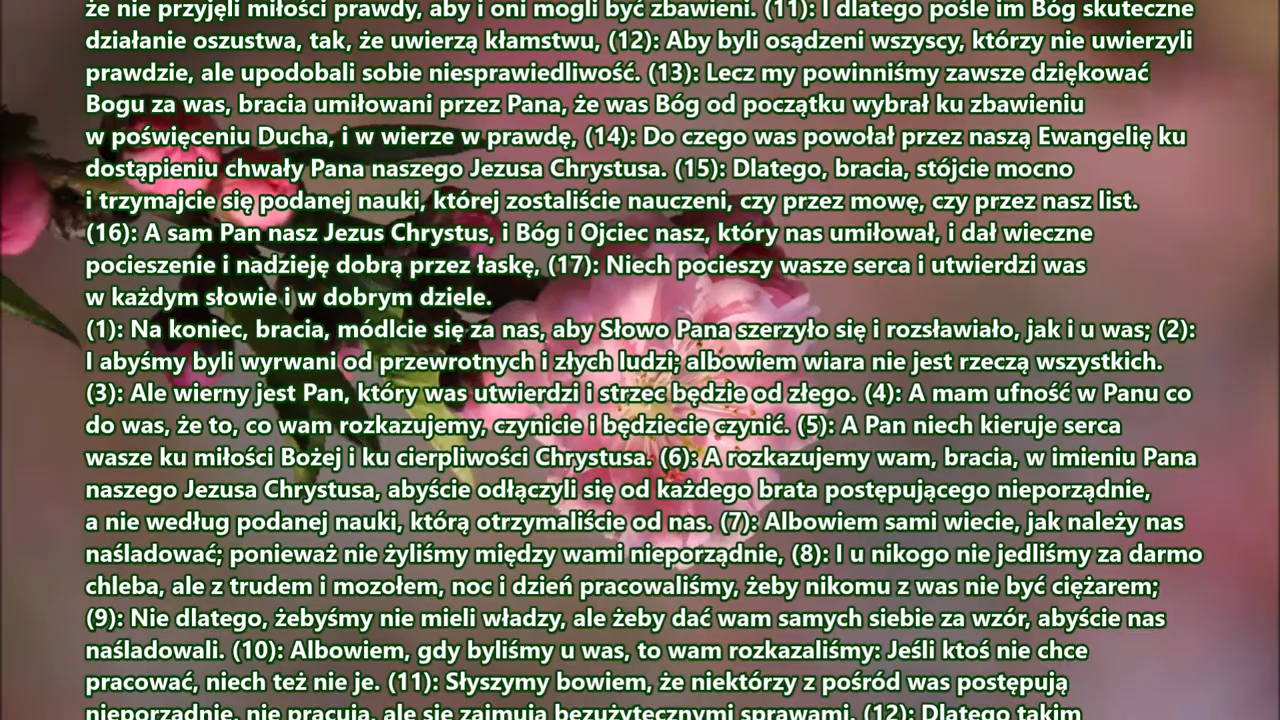 że nie przyjęli miłości prawdy, aby i oni mogli być zbawieni. (11): I dlatego pośle im Bóg skuteczne
działanie oszustwa, tak, że uwierzą kłamstwu, (12): Aby byli osądzeni wszyscy, którzy nie uwierzyli
prawdzie, ale upodobali sobie niesprawiedliwość. (13): Lecz my powinniśmy zawsze dziękować
Bogu za was, bracia umiłowani przez Pana, że was Bóg od początku wybrał ku zbawieniu
w poświęceniu Ducha, i w wierze w prawdę, (14): Do czego was powołał przez naszą Ewangelię ku
dostąpieniu chwały Pana naszego Jezusa Chrystusa. (15): Dlatego, bracia, stójcie mocno
i trzymajcie się podanej nauki, której zostaliście nauczeni, czy przez mowę, czy przez nasz list.
(16): A sam Pan nasz Jezus Chrystus, i Bóg i Ojciec nasz, który nas umiłował, i dał wieczne
pocieszenie i nadzieję dobrą przez łaskę, (17): Niech pocieszy wasze serca i utwierdzi was
w każdym słowie i w dobrym dziele.
(1): Na koniec, bracia, módlcie się za nas, aby Słowo Pana szerzyło się i rozsławiało, jak i u was; (2):
I abyśmy byli wyrwani od przewrotnych i złych ludzi; albowiem wiara nie jest rzeczą wszystkich.
(3): Ale wierny jest Pan, który was utwierdzi i strzec będzie od złego. (4): A mam ufność w Panu co
do was, że to, co wam rozkazujemy, czynicie i będziecie czynić. (5): A Pan niech kieruje serca
wasze ku miłości Bożej i ku cierpliwości Chrystusa. (6): A rozkazujemy wam, bracia, w imieniu Pana
naszego Jezusa Chrystusa, abyście odłączyli się od każdego brata postępującego nieporządnie,
a nie według podanej nauki, którą otrzymaliście od nas. (7): Albowiem sami wiecie, jak należy nas
naśladować; ponieważ nie żyliśmy między wami nieporządnie, (8): I u nikogo nie jedliśmy za darmo
chleba, ale z trudem i mozołem, noc i dzień pracowaliśmy, żeby nikomu z was nie być ciężarem;
(9): Nie dlatego, żebyśmy nie mieli władzy, ale żeby dać wam samych siebie za wzór, abyście nas
naśladowali. (10): Albowiem, gdy byliśmy u was, to wam rozkazaliśmy: Jeśli ktoś nie chce
pracować, niech też nie je. (11): Słyszymy bowiem, że niektórzy z pośród was postępują
nieporządnie, nie pracują, ale się zajmują bezużytecznymi sprawami. (12): Dlatego takim